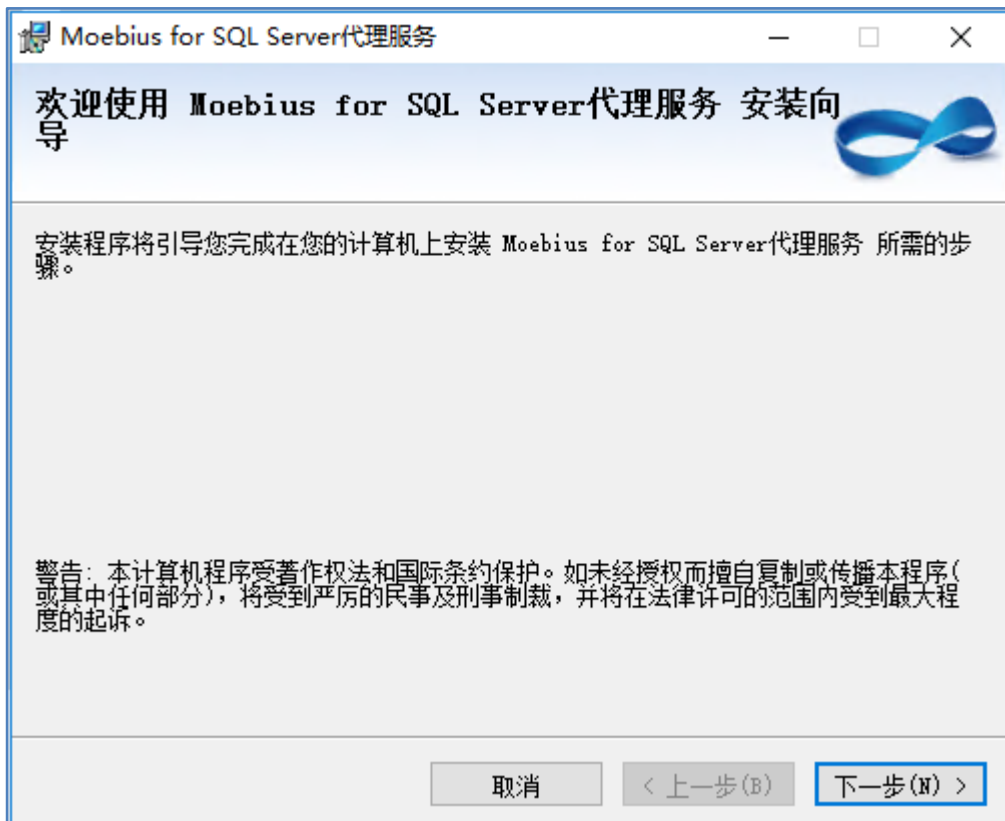 Moebius for SQL Server代理服务
欢迎使用 Moebius for SQL Server代理服务 安装向
导
安装程序将引导您完成在您的计算机上安装 Moebius for SQL Server代理服务 所需的步
骤。
警告: 本计算机程序受著作权法和国际条约保护。如未经授权而擅自复制或传播本程序(
或其中任何部分)，将受到严厉的民事及刑事制裁，并将在法律许可的范围内受到最大程
度的起诉。
取消
< 上一步(B)
下一步(N) >